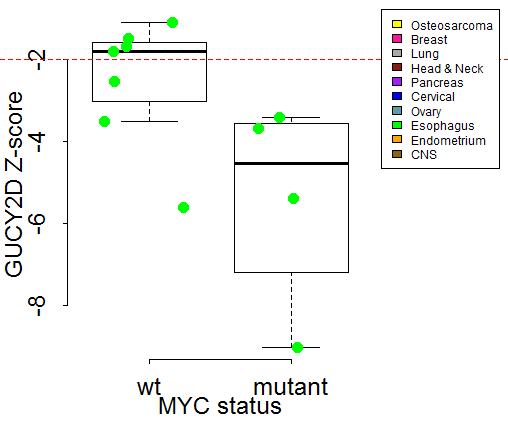 GUCY2D Z-score
-2
-4
-6
-8
wt mutant
MYC status
Osteosarcoma
Breast
Lung
Head & Neck
Pancreas
Cervical
Ovary
Esophagus
Endometrium
CNS